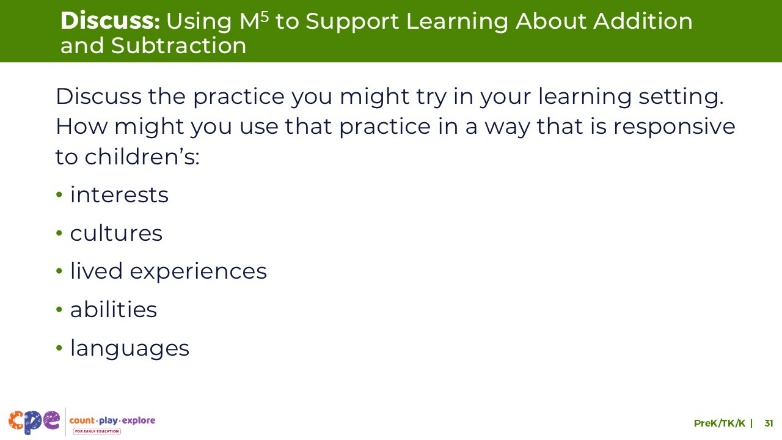 Discuss: Using M⁵ to Support Learning About Addition
and Subtraction
Discuss the practice you might try in your learning setting.
How might you use that practice in a way that is responsive
to children’s:
• interests
• cultures
• lived experiences
• abilities
• languages
cpe
count·play·explore
FOR EARLY EDUCATION
PreK/TK/K | 31